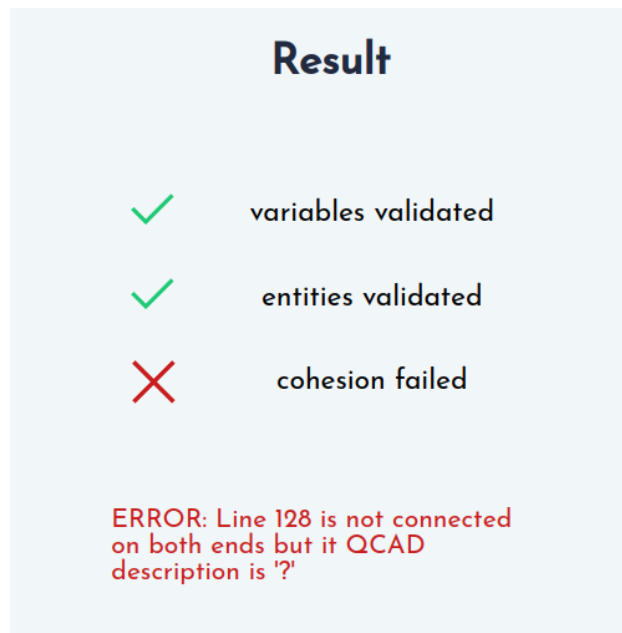 Result
variables validated
entities validated
cohesion failed
ERROR: Line 128 is not connected
on both ends but it QCAD
description is '?'